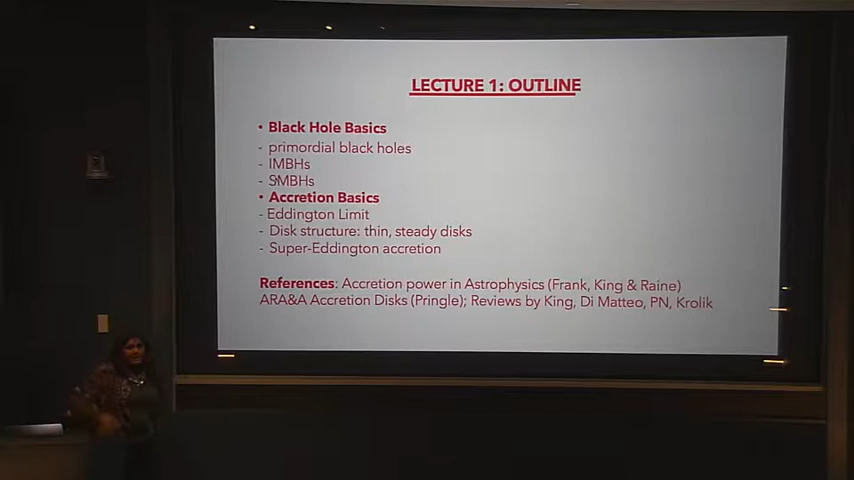 LECTURE 1: OUTLINE
• Black Hole Basics
- primordial black holes
- IMBHs
- SMBHs
• Accretion Basics
- Eddington Limit
- Disk structure: thin, steady disks
- Super-Eddington accretion
References: Accretion power in Astrophysics (Frank, King & Raine)
ARA&A Accretion Disks (Pringle); Reviews by King, Di Matteo, PN, Krolik